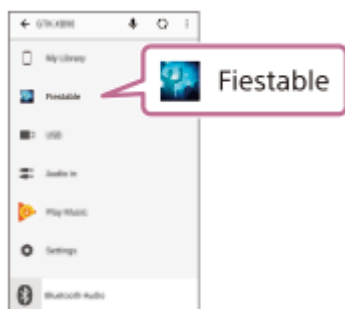 GTK-XB90
My Library
Fiestable
Fiestable
USB
Audio in
Play Music
Settings
Bluetooth Audio